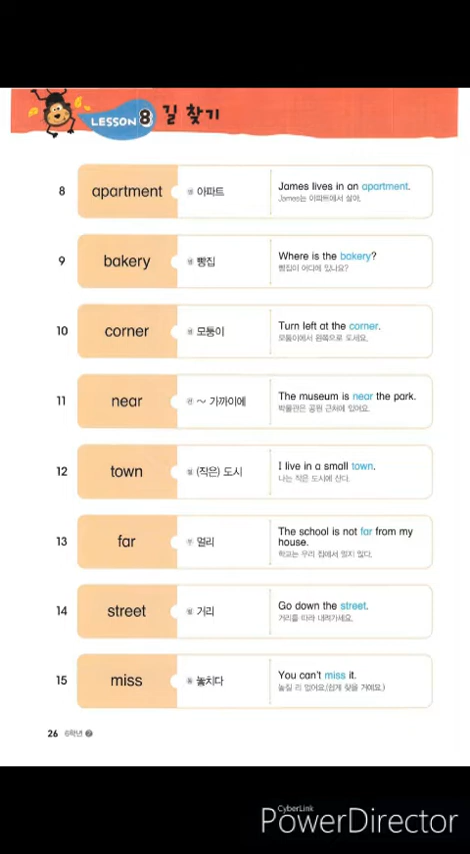 LESSON 8 길 찾기
8 apartment 명 아파트 James lives in an apartment.
James는 아파트에서 살아.
9 bakery 명 빵집 Where is the bakery?
빵집이 어디에 있나요?
10 corner 명 모퉁이 Turn left at the corner.
모퉁이에서 왼쪽으로 도세요.
11 near 전 ~ 가까이에 The museum is near the park.
박물관은 공원 근처에 있어요.
12 town 명 (작은) 도시 I live in a small town.
나는 작은 도시에 산다.
13 far 부 멀리 The school is not far from my
house.
학교는 우리 집에서 멀지 않다.
14 street 명 거리 Go down the street.
거리를 따라 내려가세요.
15 miss 동 놓치다 You can't miss it.
놓칠 리 없어요.(쉽게 찾을 거예요.)
26 6학년 2
CyberLink
PowerDirector